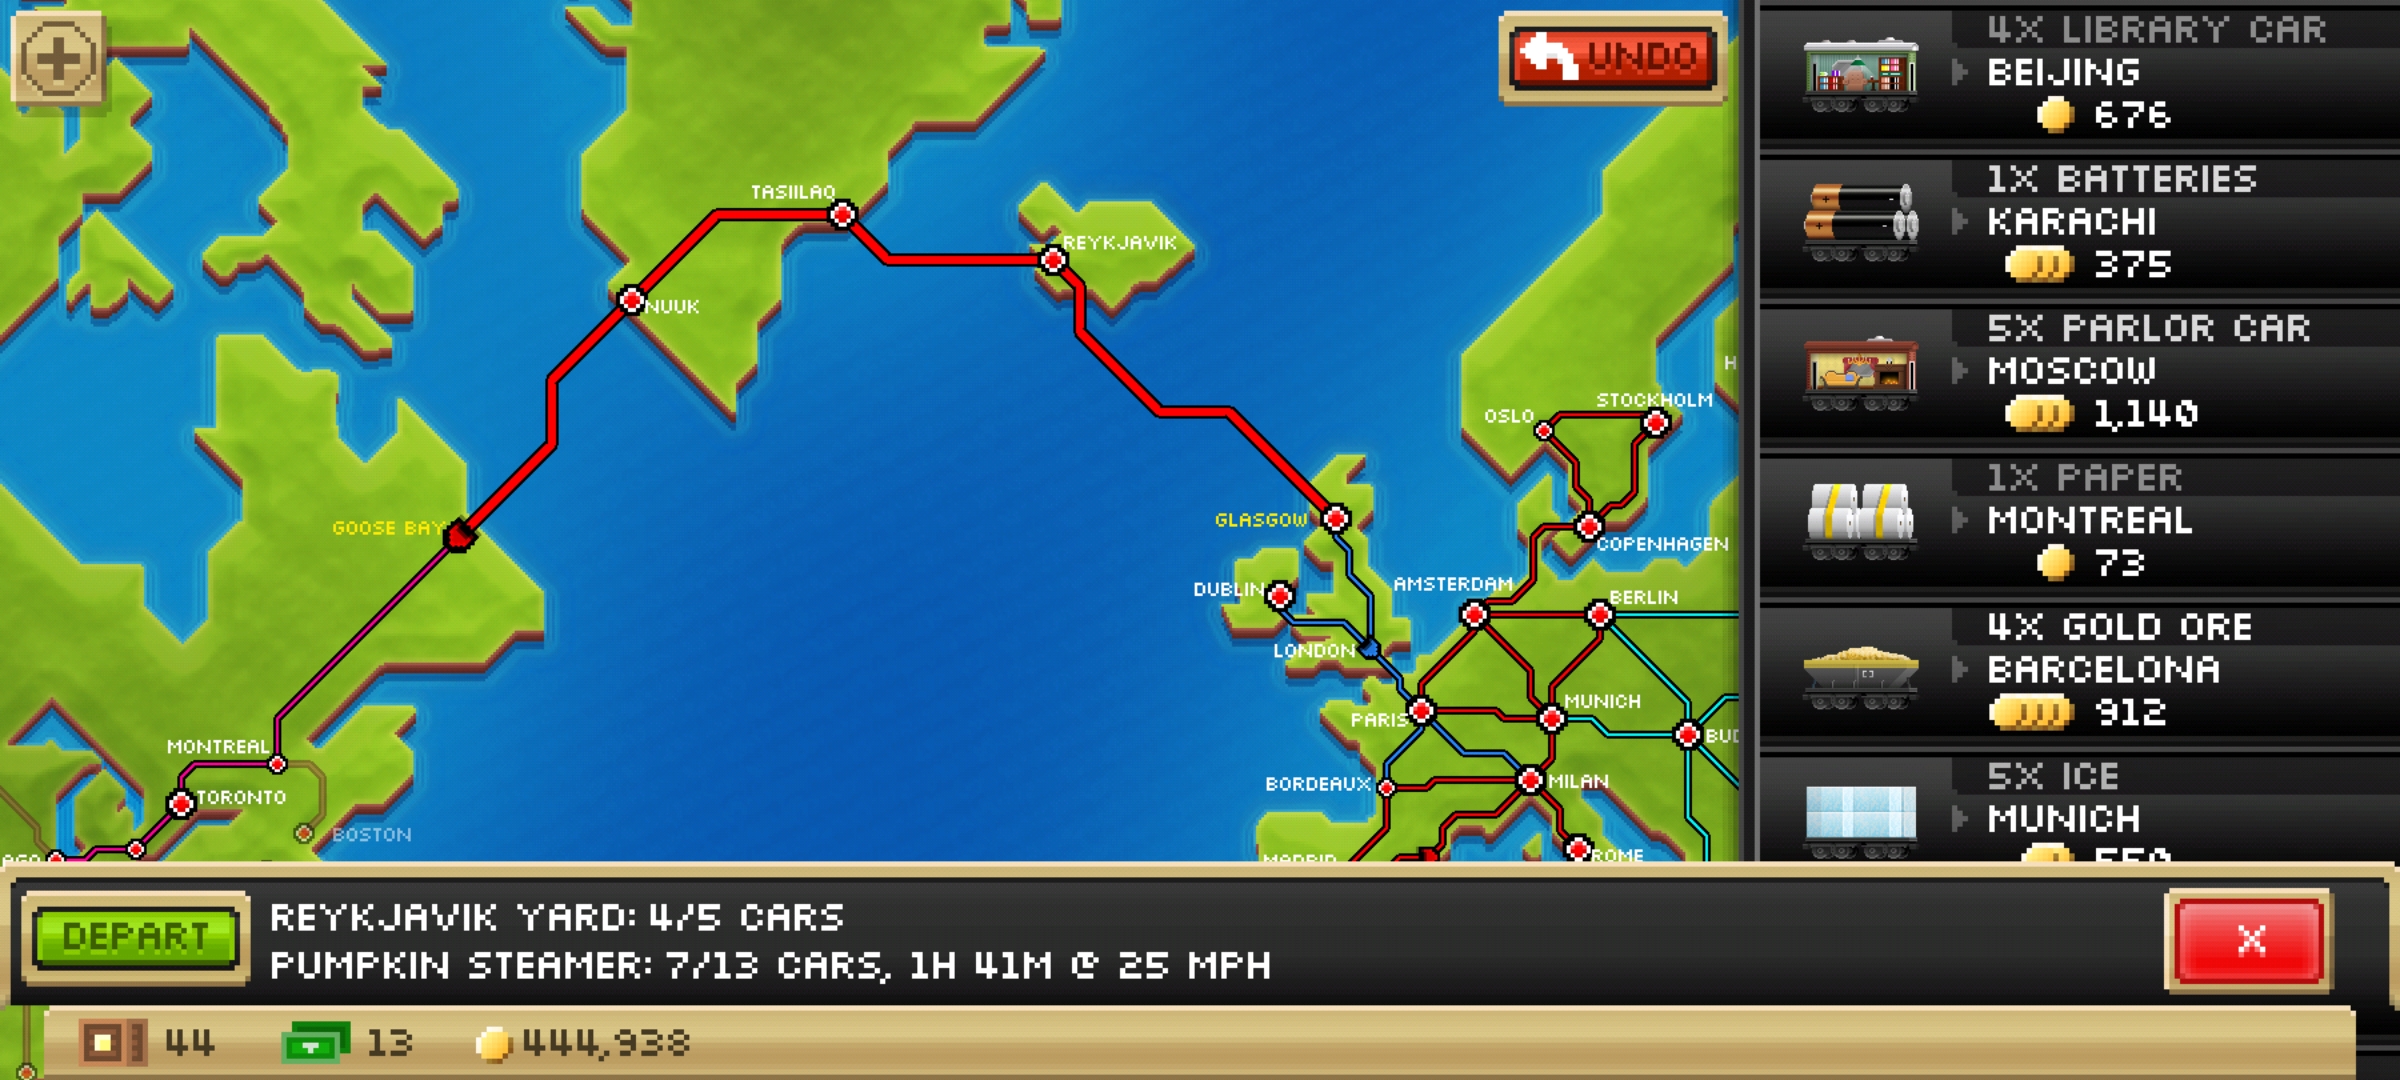 UNDO
TASIILAQ
REYKJAVIK
NUUK
STOCKHOLM
OSLO
GOOSE BAY
GLASGOW
COPENHAGEN
DUBLIN
AMSTERDAM
BERLIN
LONDON
MUNICH
PARIS
BUD
MONTREAL
TORONTO
BORDEAUX
MILAN
BOSTON
MADRID
ROME
4X LIBRARY CAR
BEIJING
676
1X BATTERIES
KARACHI
375
5X PARLOR CAR
MOSCOW
1,140
1X PAPER
MONTREAL
73
4X GOLD ORE
BARCELONA
912
5X ICE
MUNICH
550
DEPART
REYKJAVIK YARD: 4/5 CARS
PUMPKIN STEAMER: 7/13 CARS, 1H 41M @ 25 MPH
X
44
13
444,938